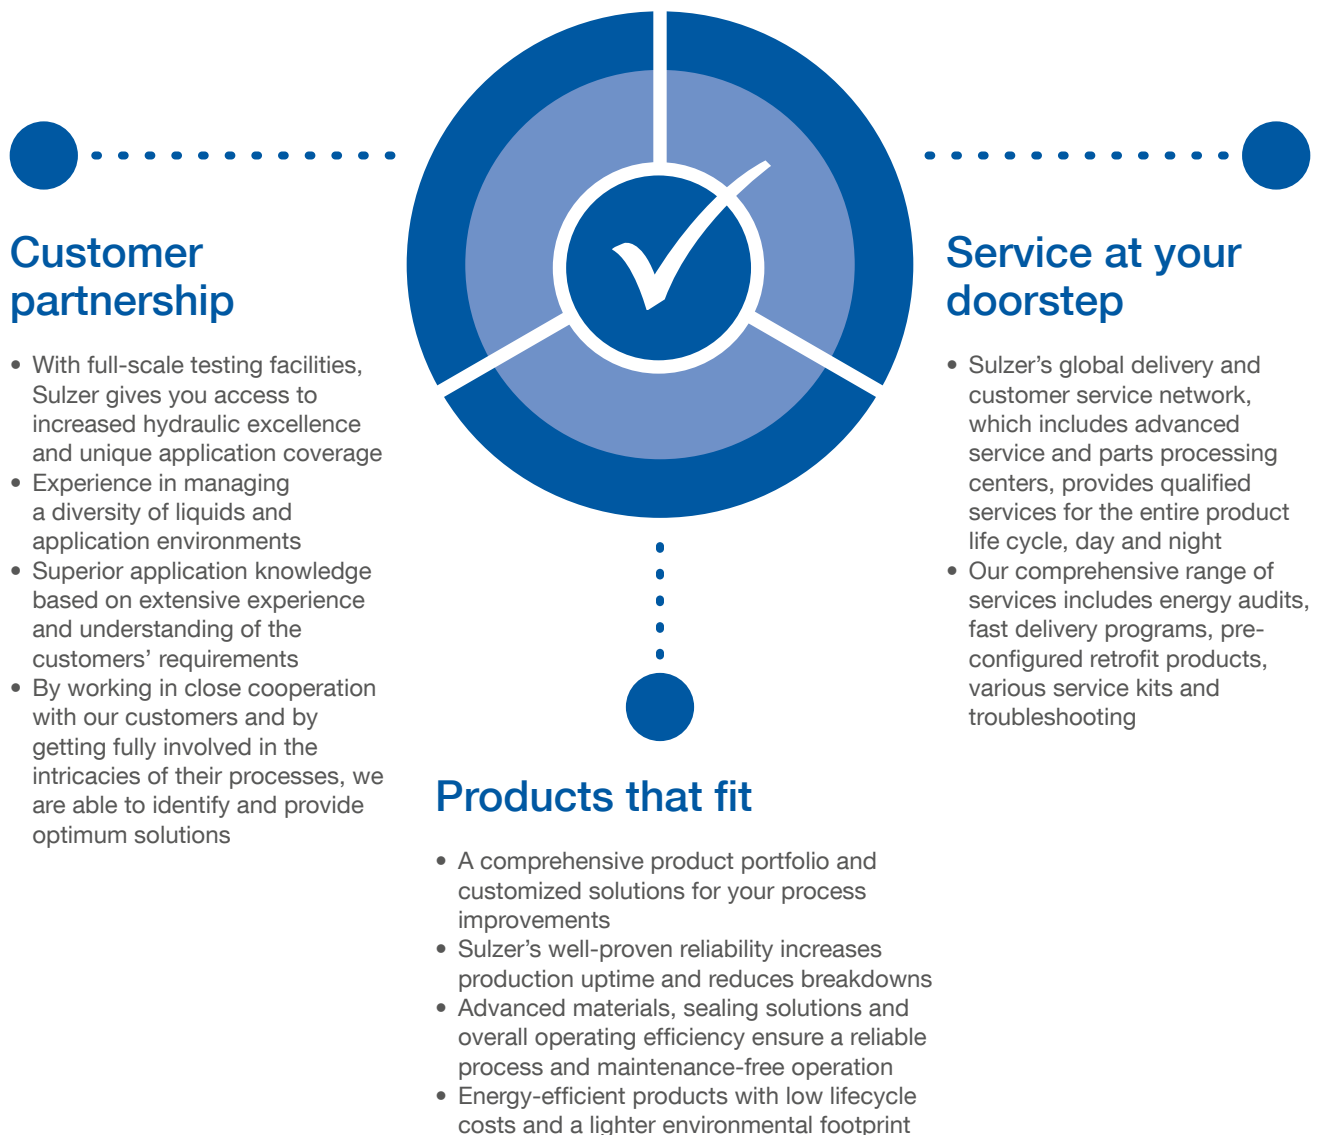 Customer
partnership
• With full-scale testing facilities,
Sulzer gives you access to
increased hydraulic excellence
and unique application coverage
• Experience in managing
a diversity of liquids and
application environments
• Superior application knowledge
based on extensive experience
and understanding of the
customers’ requirements
• By working in close cooperation
with our customers and by
getting fully involved in the
intricacies of their processes, we
are able to identify and provide
optimum solutions
Products that fit
• A comprehensive product portfolio and
customized solutions for your process
improvements
• Sulzer’s well-proven reliability increases
production uptime and reduces breakdowns
• Advanced materials, sealing solutions and
overall operating efficiency ensure a reliable
process and maintenance-free operation
• Energy-efficient products with low lifecycle
costs and a lighter environmental footprint
Service at your
doorstep
• Sulzer’s global delivery and
customer service network,
which includes advanced
service and parts processing
centers, provides qualified
services for the entire product
life cycle, day and night
• Our comprehensive range of
services includes energy audits,
fast delivery programs, pre-
configured retrofit products,
various service kits and
troubleshooting